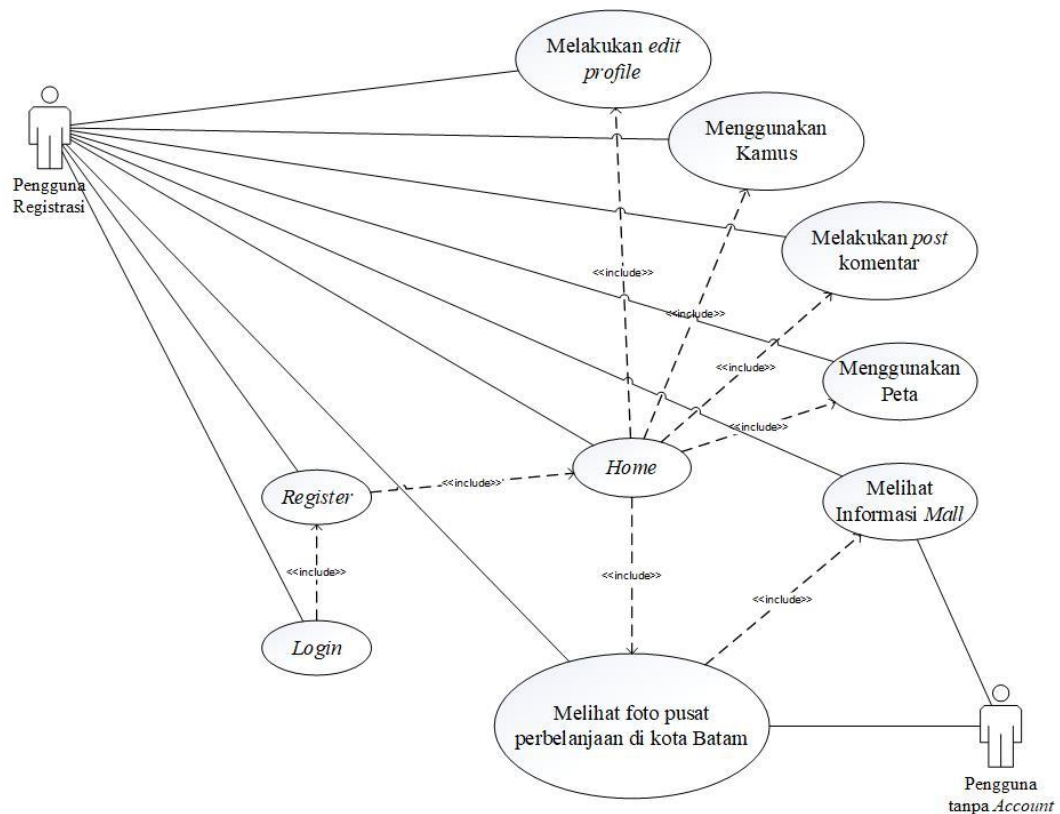 Melakukan edit
profile
Pengguna
Registrasi
Menggunakan
Kamus
Melakukan post
komentar
<<include>>
<<include>>
<<include>>
Menggunakan
Peta
<<include>>
Home
Register
<<include>>
Melihat
Informasi Mall
<<include>>
<<include>>
<<include>>
Login
Melihat foto pusat
perbelanjaan di kota Batam
Pengguna
tanpa Account